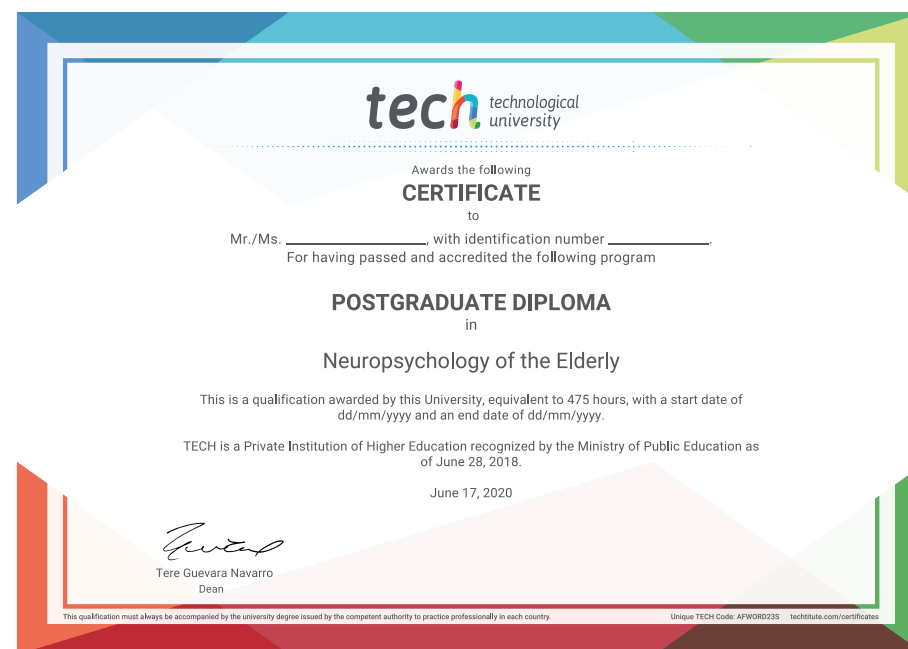 tech technological
university
Awards the following
CERTIFICATE
to
Mr./Ms. ____________________, with identification number ______________.
For having passed and accredited the following program
POSTGRADUATE DIPLOMA
in
Neuropsychology of the Elderly
This is a qualification awarded by this University, equivalent to 475 hours, with a start date of
dd/mm/yyyy and an end date of dd/mm/yyyy.
TECH is a Private Institution of Higher Education recognized by the Ministry of Public Education as
of June 28, 2018.
June 17, 2020
Tere Guevara Navarro
Dean
This qualification must always be accompanied by the university degree issued by the competent authority to practice professionally in each country. Unique TECH Code: AFWORD23S techtitute.com/certificates